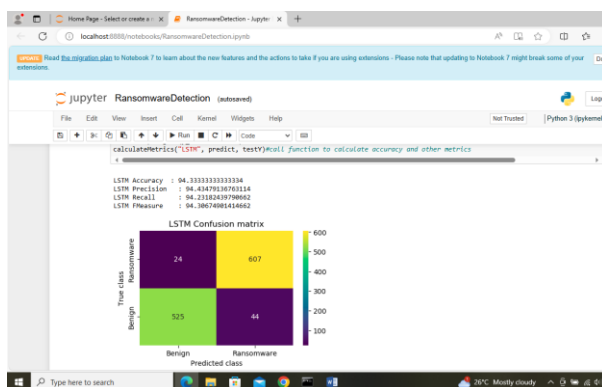 Home Page - Select or create a n
RansomwareDetection - Jupyter
localhost:8888/notebooks/RansomwareDetection.ipynb
UPDATE Read the migration plan to Notebook 7 to learn about the new features and the actions to take if you are using extensions - Please note that updating to Notebook 7 might break some of your
extensions.
jupyter RansomwareDetection (autosaved)
File Edit View Insert Cell Kernel Widgets Help
Not Trusted
Python 3 (ipykernel
Run
Code
calculateMetrics("LSTM", predict, testY)#call function to calculate accuracy and other metrics
LSTM Accuracy : 94.33333333333334
LSTM Precision : 94.43479136763114
LSTM Recall : 94.23182439790662
LSTM FMeasure : 94.30674901414662
LSTM Confusion matrix
True class
Ransomware
Benign
24
607
525
44
Benign
Ransomware
Predicted class
600
500
400
300
200
100
Type here to search
26°C Mostly cloudy